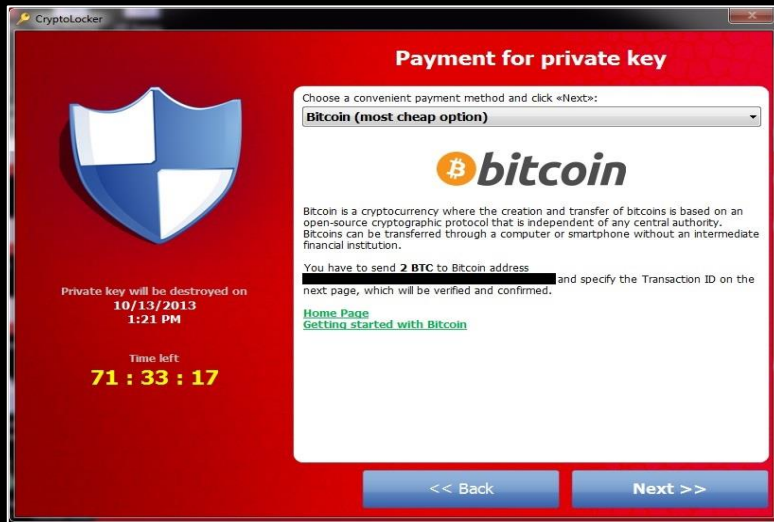 CryptoLocker
Payment for private key
Choose a convenient payment method and click «Next»:
Bitcoin (most cheap option)
bitcoin
Bitcoin is a cryptocurrency where the creation and transfer of bitcoins is based on an
open-source cryptographic protocol that is independent of any central authority.
Bitcoins can be transferred through a computer or smartphone without an intermediate
financial institution.
You have to send 2 BTC to Bitcoin address
and specify the Transaction ID on the
next page, which will be verified and confirmed.
Home Page
Getting started with Bitcoin
Private key will be destroyed on
10/13/2013
1:21 PM
Time left
71 : 33 : 17
<< Back
Next >>